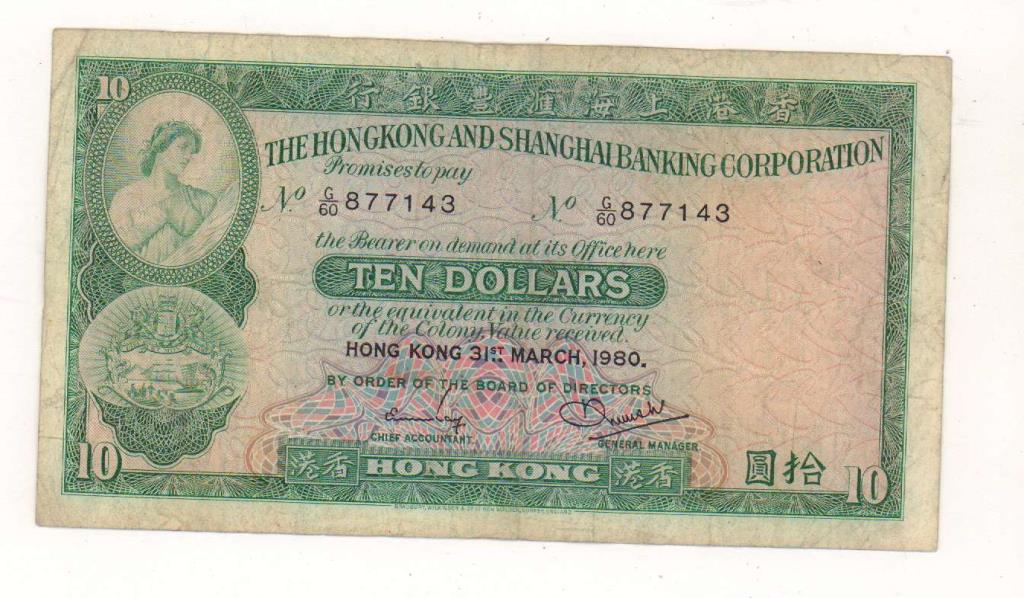 10
香港上海滙豐銀行
THE HONGKONG AND SHANGHAI BANKING CORPORATION
Promises to pay
No G/60 877143 No G/60 877143
the Bearer on demand at its Office here
TEN DOLLARS
or the equivalent in the Currency
of the Colony, Value received.
HONG KONG 31ST MARCH, 1980.
BY ORDER OF THE BOARD OF DIRECTORS
CHIEF ACCOUNTANT GENERAL MANAGER
10 香港 HONG KONG 香港 拾圓 10
BRADBURY, WILKINSON &